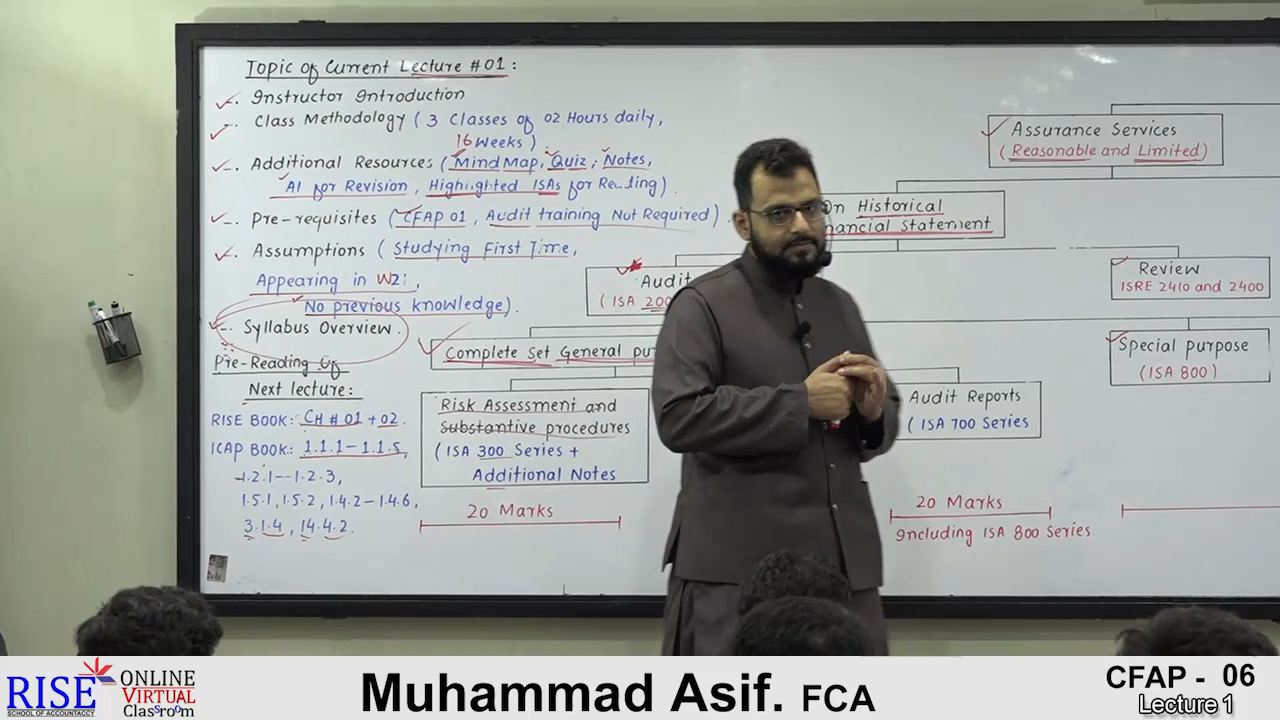 Topic of Current Lecture #01:
-. Instructor Introduction
-. Class Methodology (3 Classes of 02 Hours daily,
16 Weeks)
-. Additional Resources (Mind Map, Quiz, Notes,
AI for Revision, Highlighted ISAs for Reading).
-. Pre-requisites (CFAP 01, Audit training Not Required).
-. Assumptions (Studying First Time,
Appearing in
No previous knowledge).
-. Syllabus Overview.
Pre-Reading of
Next lecture:
RISE BOOK: CH # 01 + 02.
ICAP BOOK: 1.1.1 - 1.1.5,
1.2.1 - 1.2.3,
1.5.1, 1.5.2, 1.4.2 - 1.4.6,
3.1.4, 14.4.2.
Assurance Services
(Reasonable and Limited)
On Historical
Financial Statement
Audit
(ISA 200
Review
ISRE 2410 and 2400
Complete Set General
Special purpose
(ISA 800)
Risk Assessment and
Substantive procedures
(ISA 300 Series +
Additional Notes
Audit Reports
(ISA 700 Series
20 Marks
20 Marks
Including ISA 800 Series
RISE
SCHOOL OF ACCOUNTANCY
ONLINE
VIRTUAL
Classroom
Muhammad Asif. FCA
CFAP - 06
Lecture 1